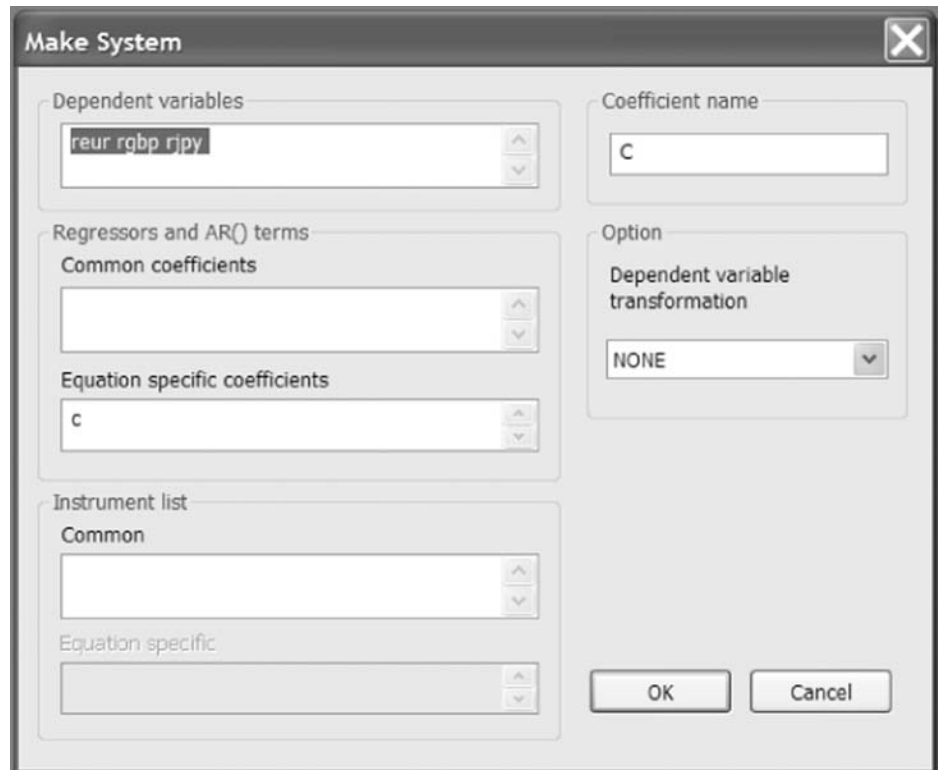 Make System
Dependent variables
reur rgbp rjpy
Regressors and AR() terms
Common coefficients
Equation specific coefficients
c
Instrument list
Common
Equation specific
Coefficient name
C
Option
Dependent variable
transformation
NONE
OK
Cancel